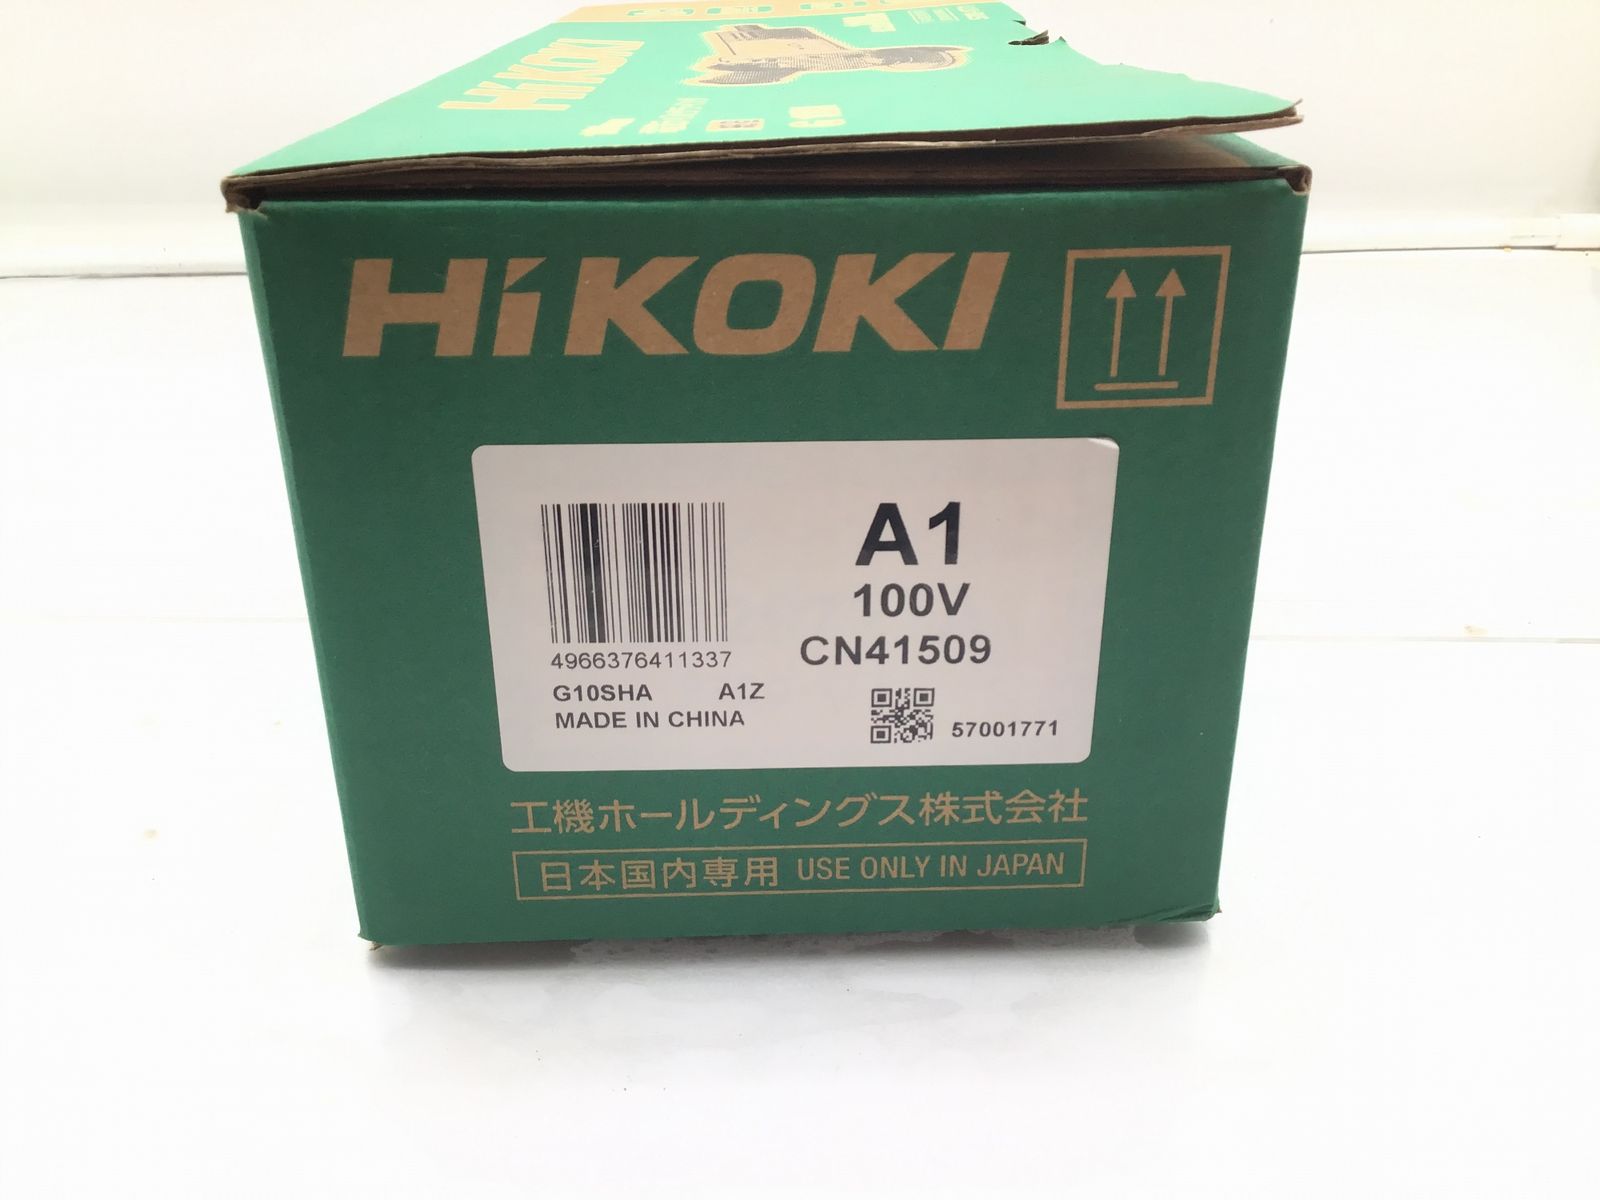 HiKOKI
HiKOKI
A1
100V
CN41509
4966376411337
G10SHA A1Z
MADE IN CHINA
57001771
工機ホールディングス株式会社
日本国内専用 USE ONLY IN JAPAN